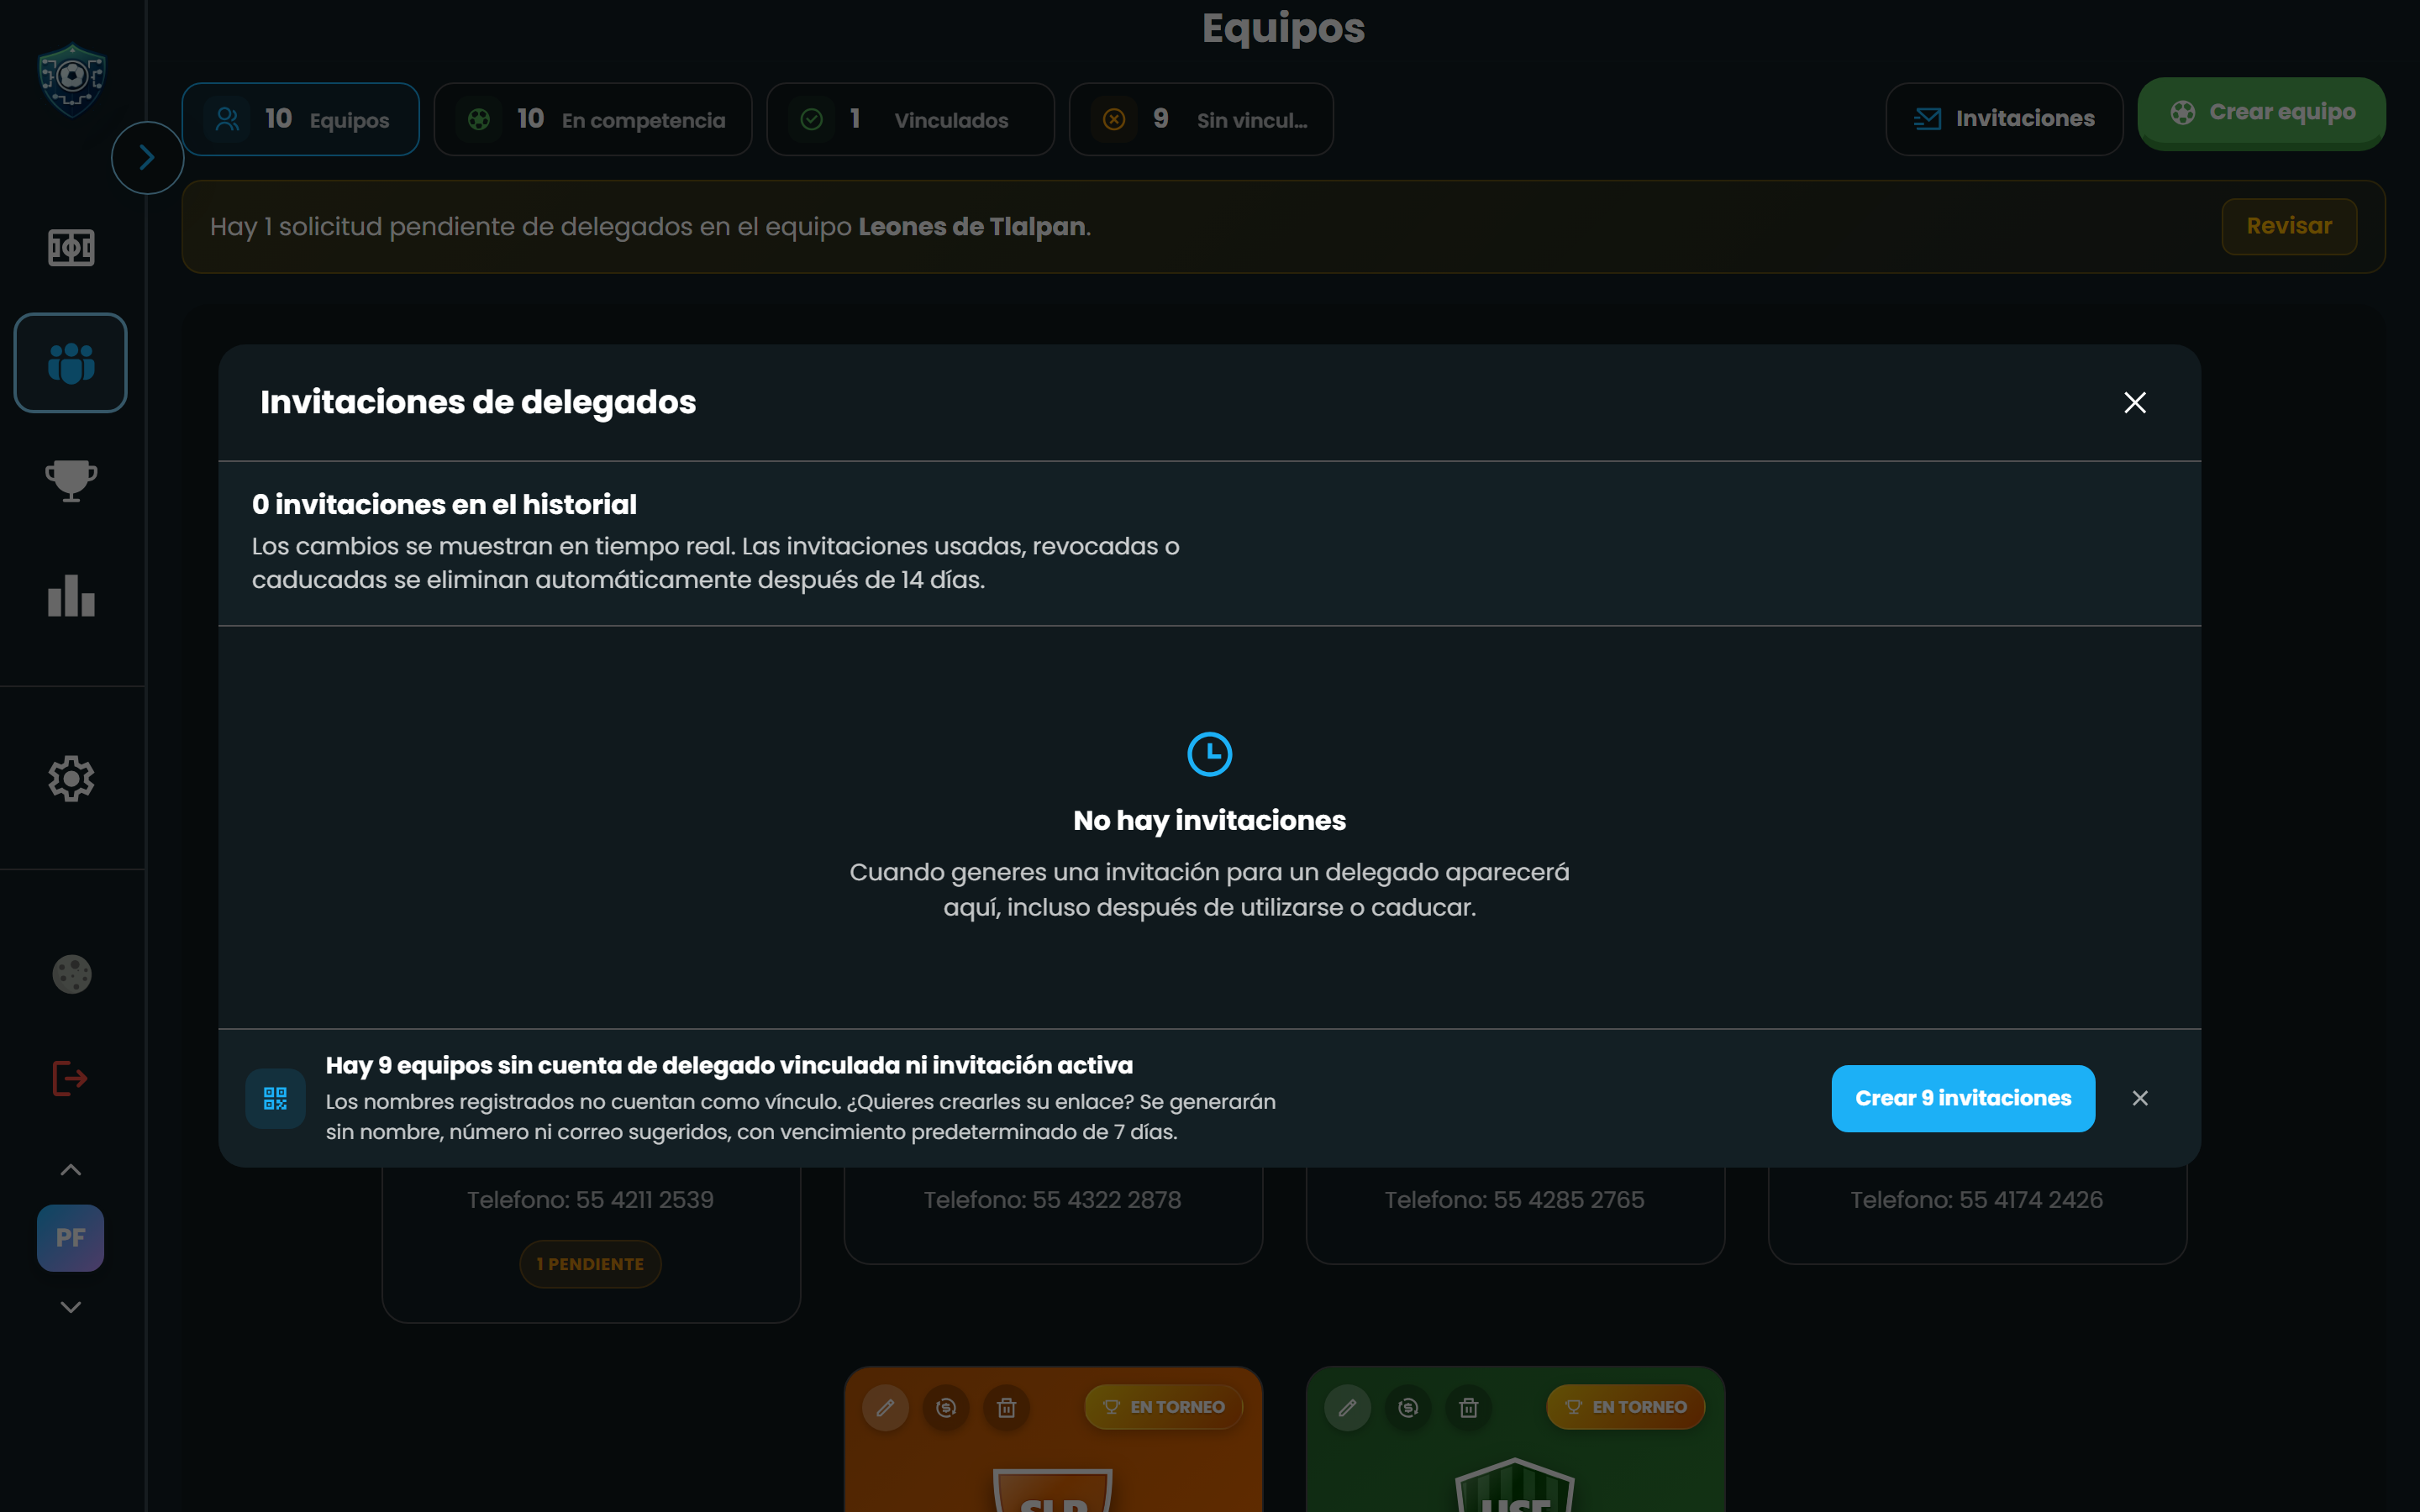 Equipos
10 Equipos
10 En competencia
1 Vinculados
9 Sin vincul...
Invitaciones
Crear equipo
Hay 1 solicitud pendiente de delegados en el equipo Leones de Tlalpan.
Revisar
Invitaciones de delegados
0 invitaciones en el historial
Los cambios se muestran en tiempo real. Las invitaciones usadas, revocadas o
caducadas se eliminan automáticamente después de 14 días.
No hay invitaciones
Cuando generes una invitación para un delegado aparecerá
aquí, incluso después de utilizarse o caducar.
Hay 9 equipos sin cuenta de delegado vinculada ni invitación activa
Los nombres registrados no cuentan como vínculo. ¿Quieres crearles su enlace? Se generarán
sin nombre, número ni correo sugeridos, con vencimiento predeterminado de 7 días.
Crear 9 invitaciones
Telefono: 55 4211 2539
Telefono: 55 4322 2878
Telefono: 55 4285 2765
Telefono: 55 4174 2426
1 PENDIENTE
PF
EN TORNEO
EN TORNEO